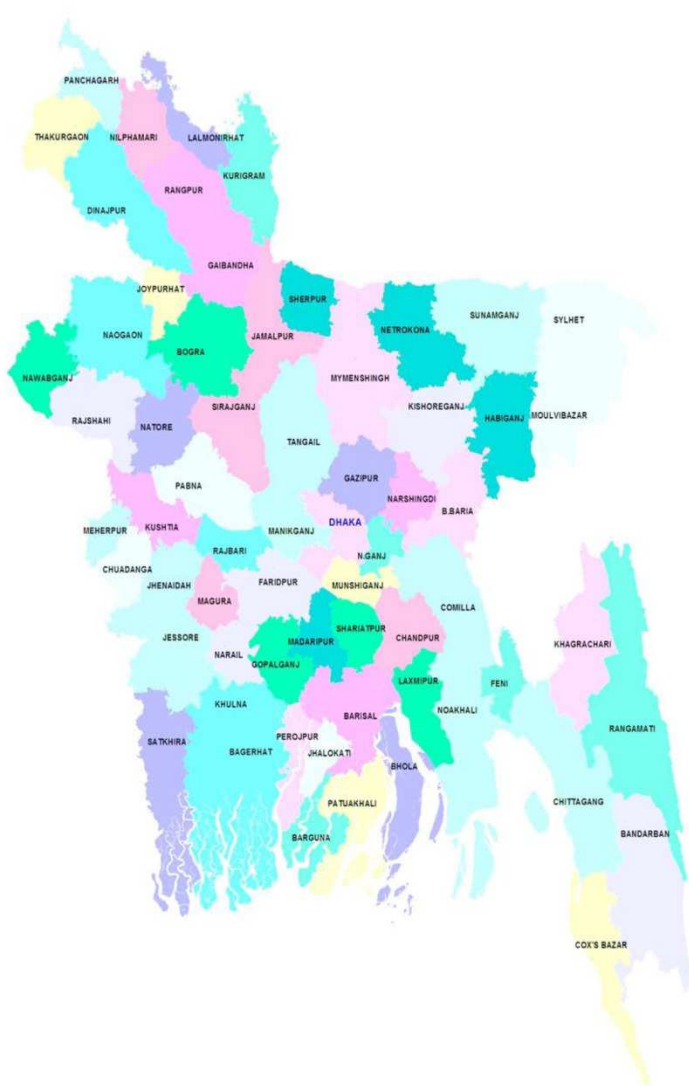 PANCHAGARH
THAKURGAON
NILPHAMARI
LALMONIRHAT
KURIGRAM
RANGPUR
DINAJPUR
GAIBANDHA
JOYPURHAT
SHERPUR
SUNAMGANJ
SYLHET
NAOGAON
NETROKONA
JAMALPUR
BOGRA
NAWABGANJ
MYMENSHINGH
SIRAJGANJ
KISHOREGANJ
HABIGANJ
MOULVIBAZAR
RAJSHAHI
NATORE
TANGAIL
GAZIPUR
PABNA
NARSHINGDI
B.BARIA
KUSHTIA
MEHERPUR
MANIKGANJ
DHAKA
RAJBARI
N.GANJ
CHUADANGA
JHENAIDAH
FARIDPUR
MUNSHIGANJ
MAGURA
COMILLA
SHARIATPUR
JESSORE
MADARIPUR
CHANDPUR
KHAGRACHARI
NARAIL
GOPALGANJ
LAXMIPUR
FENI
KHULNA
BARISAL
NOAKHALI
RANGAMATI
SATKHIRA
PEROJPUR
BAGERHAT
JHALOKATI
BHOLA
PATUAKHALI
CHITTAGANG
BARGUNA
BANDARBAN
COX'S BAZAR